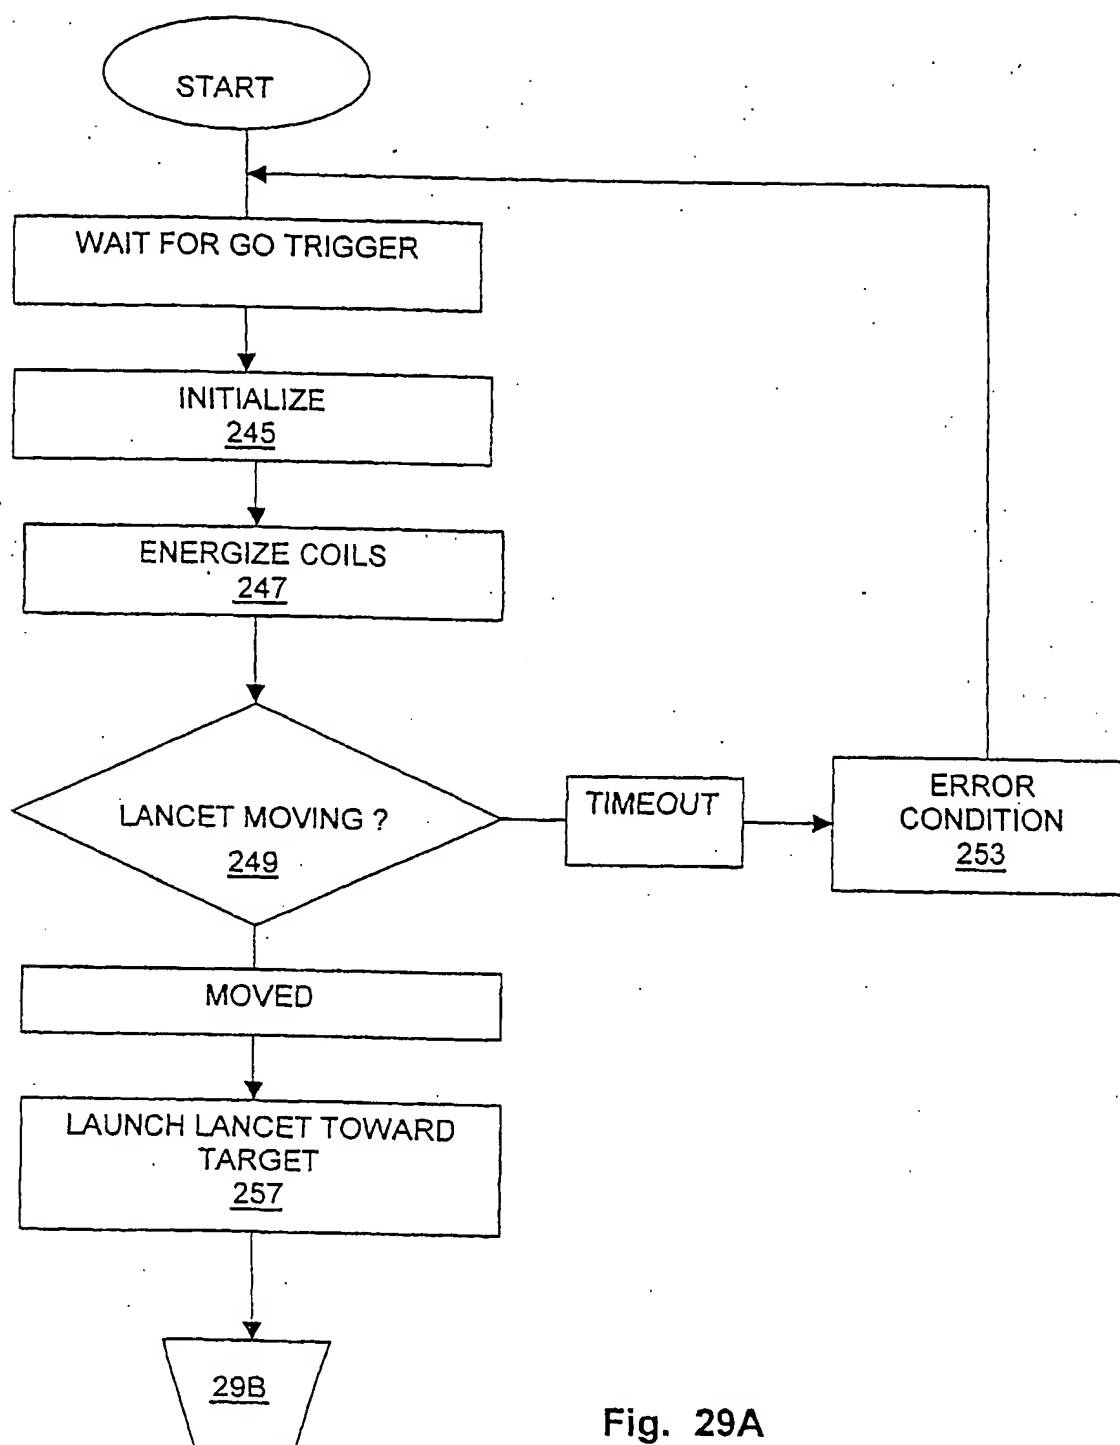 START
WAIT FOR GO TRIGGER
INITIALIZE
245
ENERGIZE COILS
247
LANCET MOVING ?
249
TIMEOUT
ERROR
CONDITION
253
MOVED
LAUNCH LANCET TOWARD
TARGET
257
29B
Fig. 29A